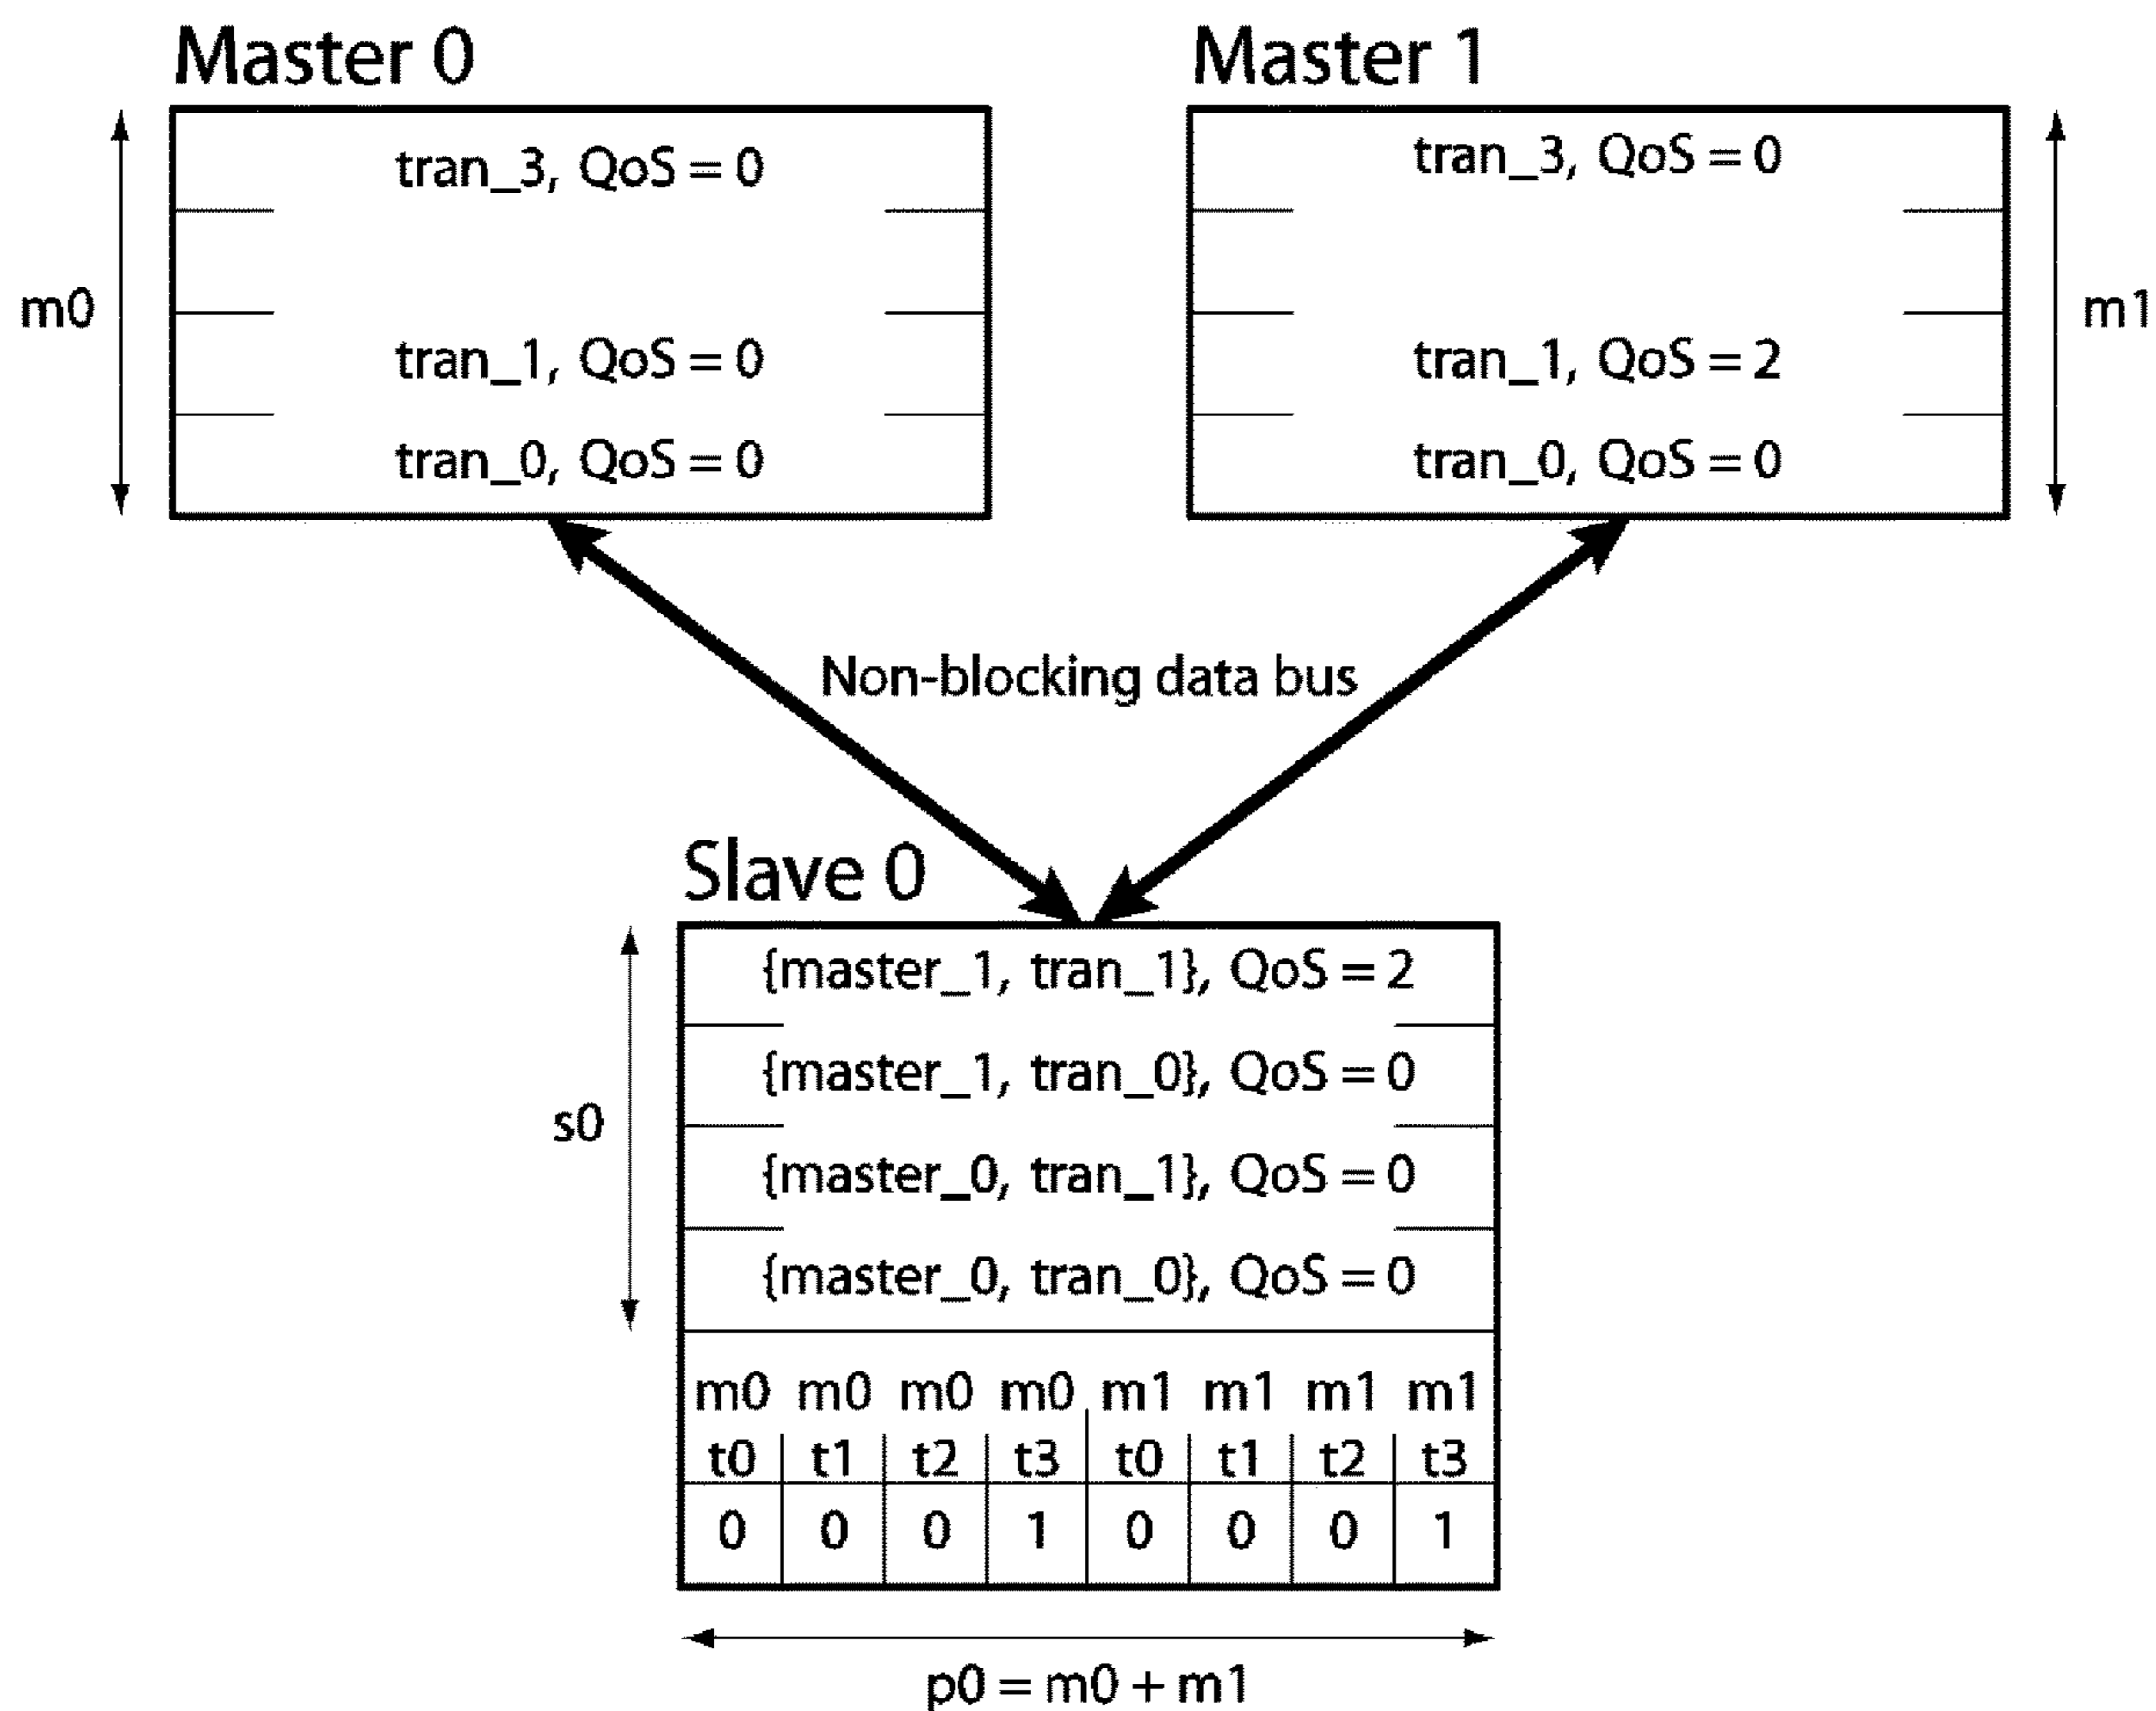 Master 0
Master 1
tran_3, QoS = 0
tran_1, QoS = 0
tran_0, QoS = 0
m0
tran_3, QoS = 0
tran_1, QoS = 2
tran_0, QoS = 0
m1
Non-blocking data bus
Slave 0
{master_1, tran_1}, QoS = 2
{master_1, tran_0}, QoS = 0
{master_0, tran_1}, QoS = 0
{master_0, tran_0}, QoS = 0
s0
m0 m0 m0 m0 m1 m1 m1 m1
t0 t1 t2 t3 t0 t1 t2 t3
0 0 0 1 0 0 0 1
p0 = m0 + m1